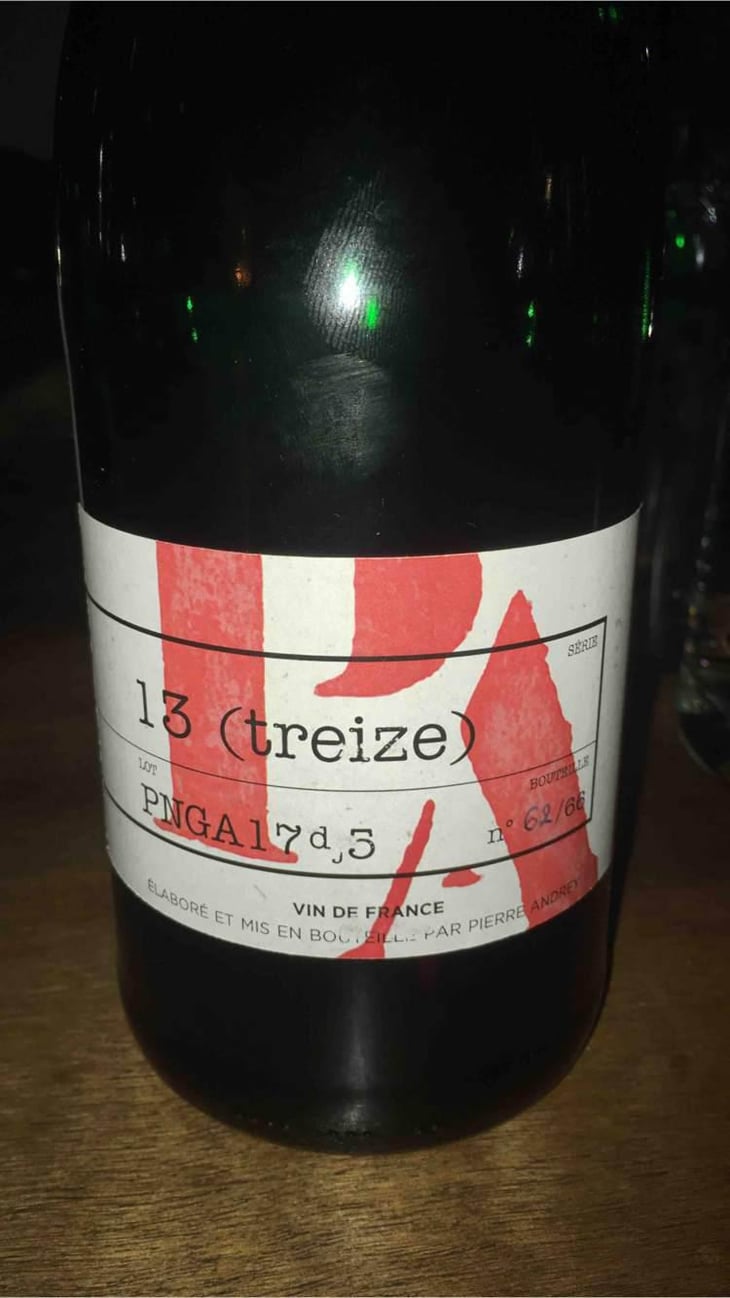 PA
SÉRIE
13 (treize)
LOT
BOUTEILLE
PNGA17d,5
n° 62/66
VIN DE FRANCE
ÉLABORÉ ET MIS EN BOUTEILLE PAR PIERRE ANDREY